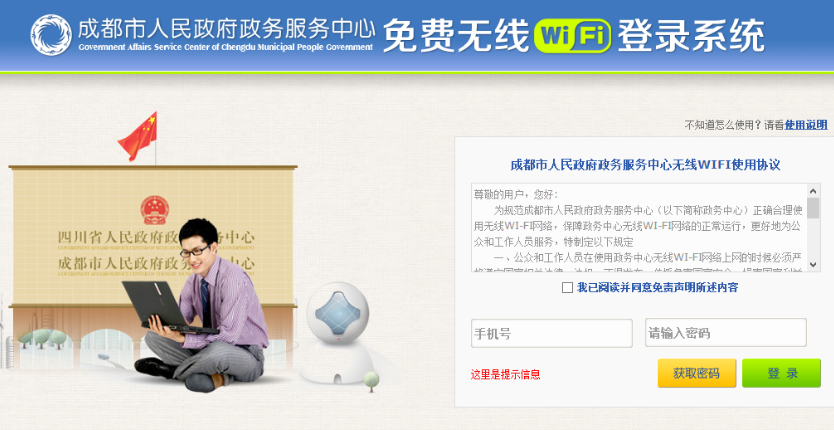 成都市人民政府政务服务中心
Government Affairs Service Center of Chengdu Municipal People Government
免费无线WiFi登录系统
不知道怎么使用？请看使用说明
四川省人民政府政务服务中心
成都市人民政府政务服务中心
成都市人民政府政务服务中心无线WIFI使用协议
尊敬的用户，您好：
为规范成都市人民政府政务服务中心（以下简称政务中心）正确合理使
用无线WI-FI网络，保障政务中心无线WI-FI网络的正常运行，更好地为公
众和工作人员服务，特制定以下规定
一、公众和工作人员在使用政务中心无线WI-FI网络上网的时候必须严
我已阅读并同意免责声明所述内容
手机号
请输入密码
这里是提示信息
获取密码
登 录